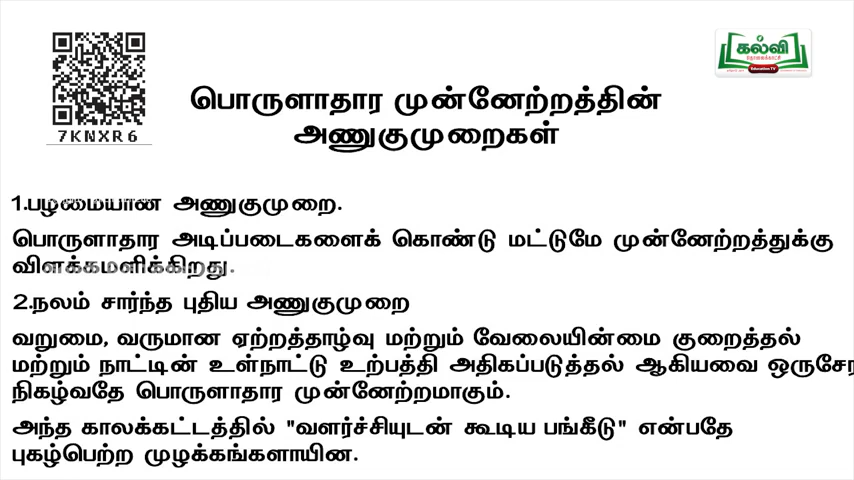 7KNXR6
கல்வி
Education TV
பொருளாதார முன்னேற்றத்தின்
அணுகுமுறைகள்
1.பழமையான அணுகுமுறை.
பொருளாதார அடிப்படைகளைக் கொண்டு மட்டுமே முன்னேற்றத்துக்கு
விளக்கமளிக்கிறது.
2.நலம் சார்ந்த புதிய அணுகுமுறை
வறுமை, வருமான ஏற்றத்தாழ்வு மற்றும் வேலையின்மை குறைத்தல்
மற்றும் நாட்டின் உள்நாட்டு உற்பத்தி அதிகப்படுத்தல் ஆகியவை ஒருசேர
நிகழ்வதே பொருளாதார முன்னேற்றமாகும்.
அந்த காலக்கட்டத்தில் "வளர்ச்சியுடன் கூடிய பங்கீடு" என்பதே
புகழ்பெற்ற முழக்கங்களாயின.